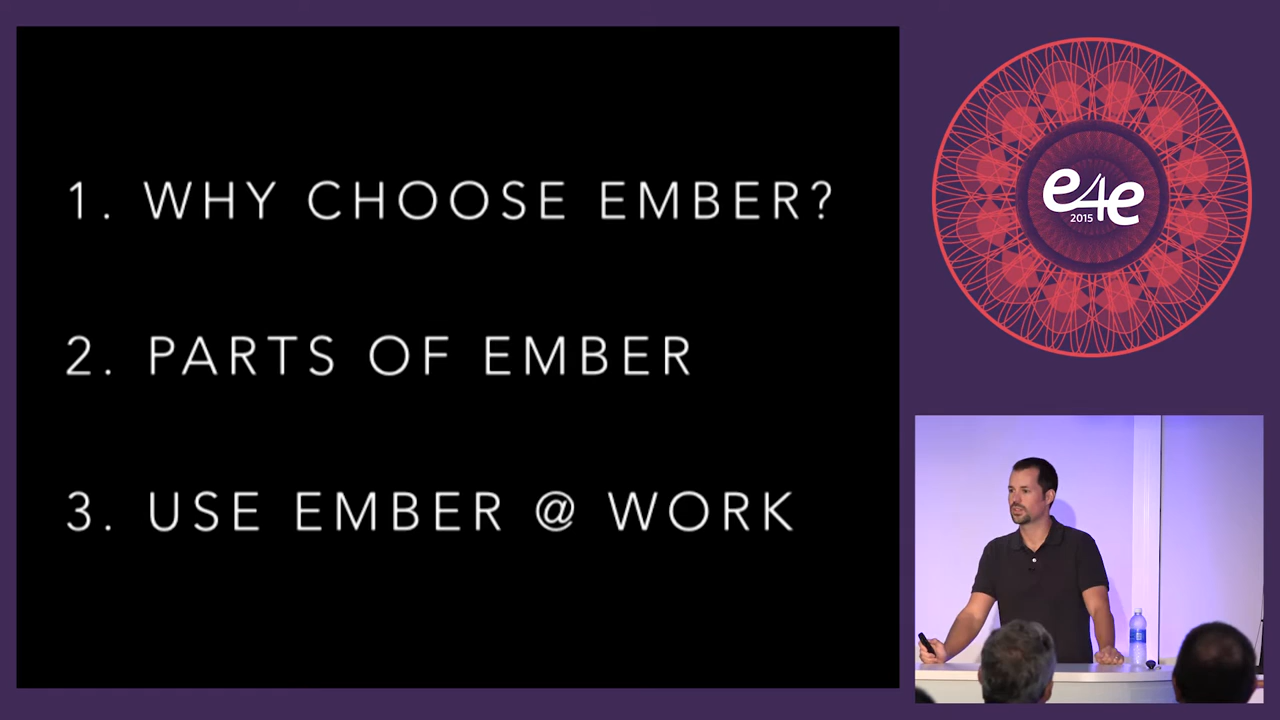 1. WHY CHOOSE EMBER?
2. PARTS OF EMBER
3. USE EMBER @ WORK
e4e
2015